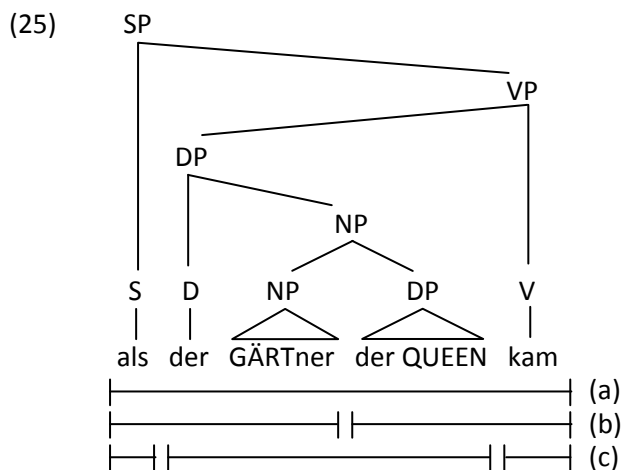 (25) SP
VP
DP
NP
S D NP DP V
als der GÄRTner der QUEEN kam
(a)
(b)
(c)